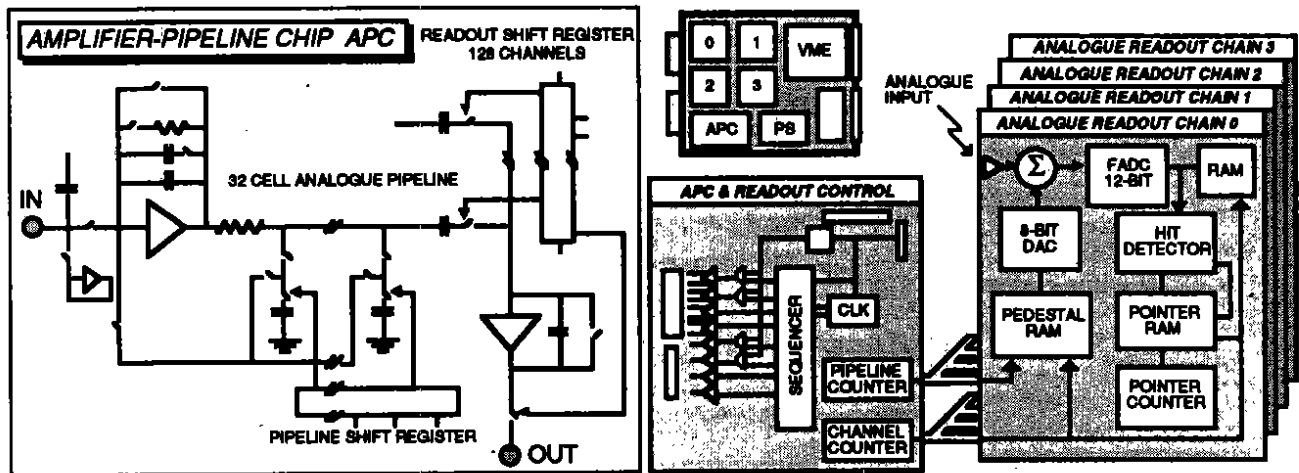 AMPLIFIER-PIPELINE CHIP APC
READOUT SHIFT REGISTER
128 CHANNELS
IN
32 CELL ANALOGUE PIPELINE
PIPELINE SHIFT REGISTER
OUT
0
1
VME
2
3
APC
PS
APC & READOUT CONTROL
SEQUENCER
CLK
PIPELINE
COUNTER
CHANNEL
COUNTER
ANALOGUE
INPUT
ANALOGUE READOUT CHAIN 3
ANALOGUE READOUT CHAIN 2
ANALOGUE READOUT CHAIN 1
ANALOGUE READOUT CHAIN 0
Σ
FADC
12-BIT
RAM
8-BIT
DAC
HIT
DETECTOR
PEDESTAL
RAM
POINTER
RAM
POINTER
COUNTER